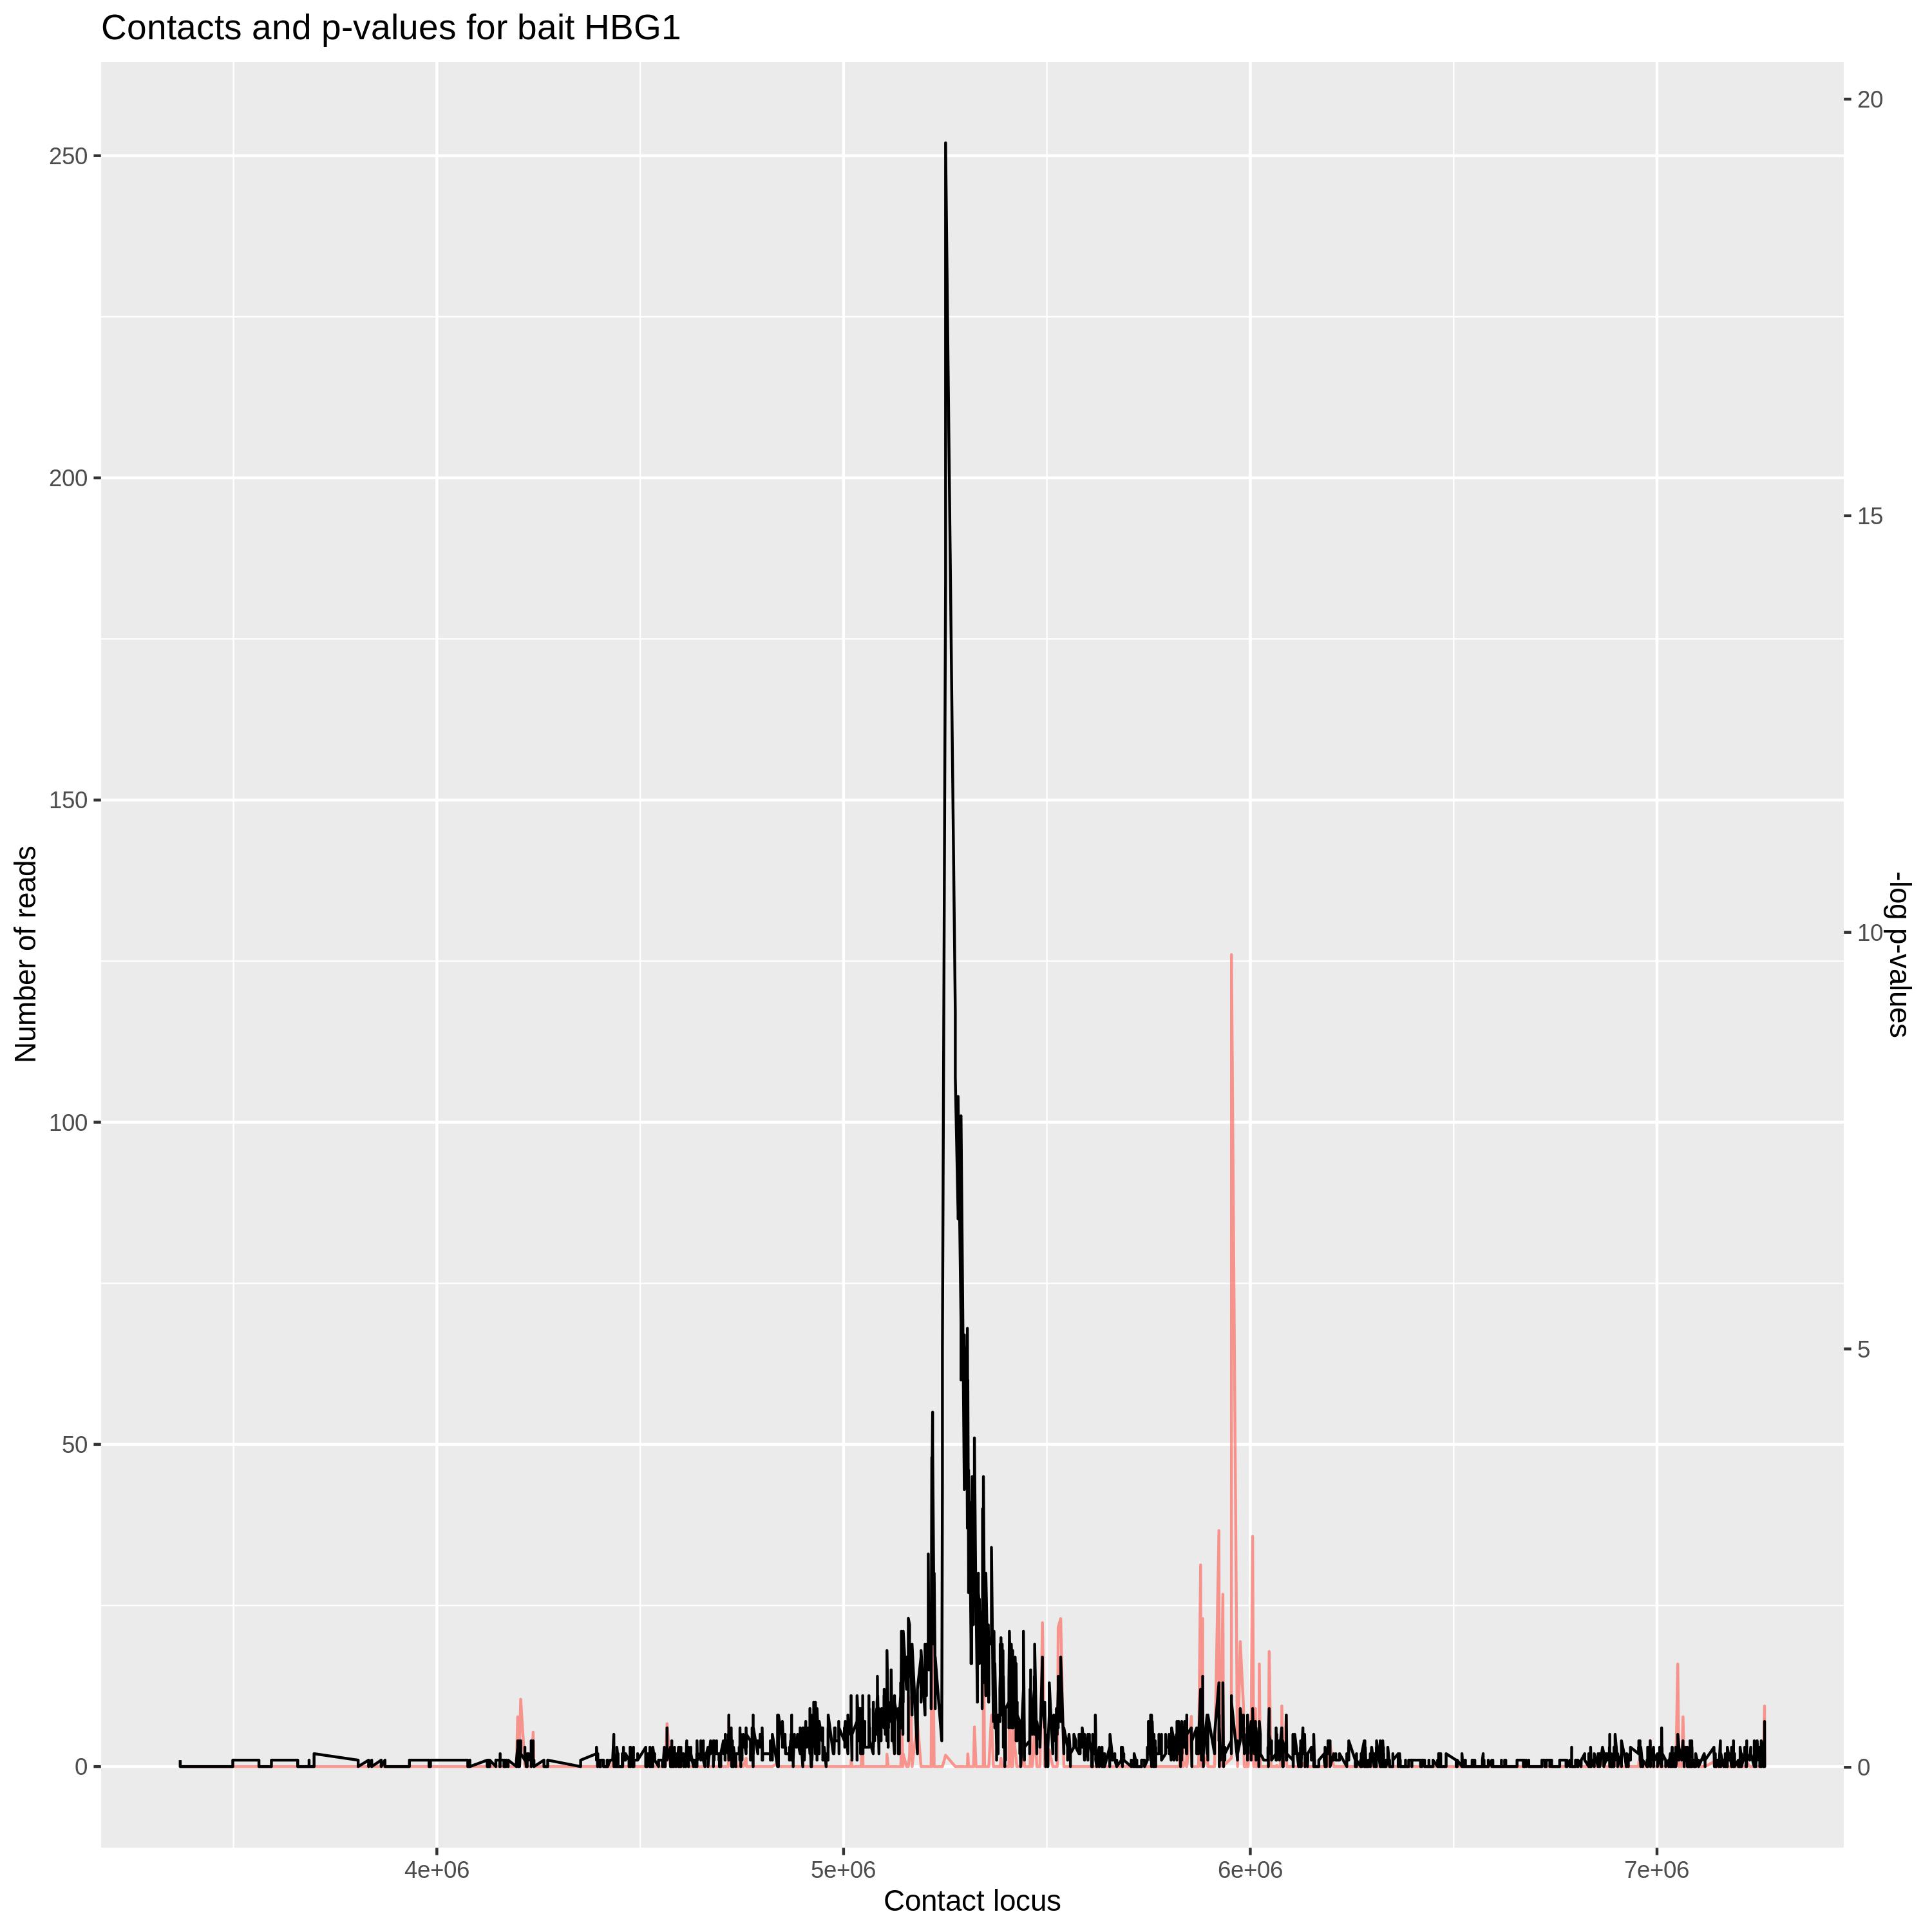 Contacts and p-values for bait HBG1
250
200
150
100
50
0
Number of reads
20
15
10
5
0
-log p-values
4e+06
5e+06
6e+06
7e+06
Contact locus